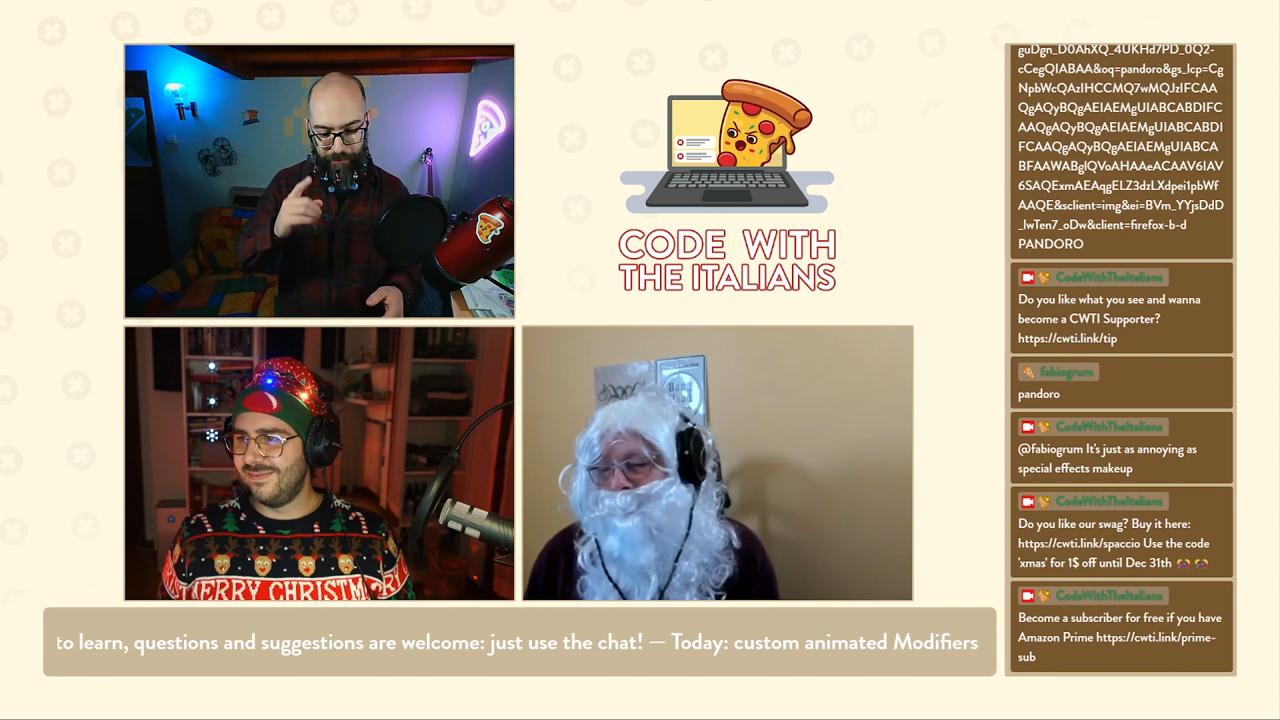 CODE WITH
THE ITALIANS
MERRY CHRISTM
to learn, questions and suggestions are welcome: just use the chat! — Today: custom animated Modifiers
guDgn_D0AhXQ_4UKHd7PD_0Q2-
cCegQIABAA&oq=pandoro&gs_lcp=Cg
NpbWcQAzIHCCMQ7wMQJzIFCAA
QgAQyBQgAEIAEMgUIABCABDIFC
AAQgAQyBQgAEIAEMgUIABCABDI
FCAAQgAQyBQgAEIAEMgUIABCA
BFAAWABglQVoAHAAeACAAV6IAV
6SAQExmAEAqgELZ3dzLXdpei1pbWf
AAQE&sclient=img&ei=BVm_YYjsDdD
_lwTen7_oDw&client=firefox-b-d
PANDORO
CodeWithTheItalians
Do you like what you see and wanna
become a CWTI Supporter?
https://cwti.link/tip
fabiogrum
pandoro
CodeWithTheItalians
@fabiogrum It's just as annoying as
special effects makeup
CodeWithTheItalians
Do you like our swag? Buy it here:
https://cwti.link/spaccio Use the code
'xmas' for 1$ off until Dec 31th
CodeWithTheItalians
Become a subscriber for free if you have
Amazon Prime https://cwti.link/prime-
sub